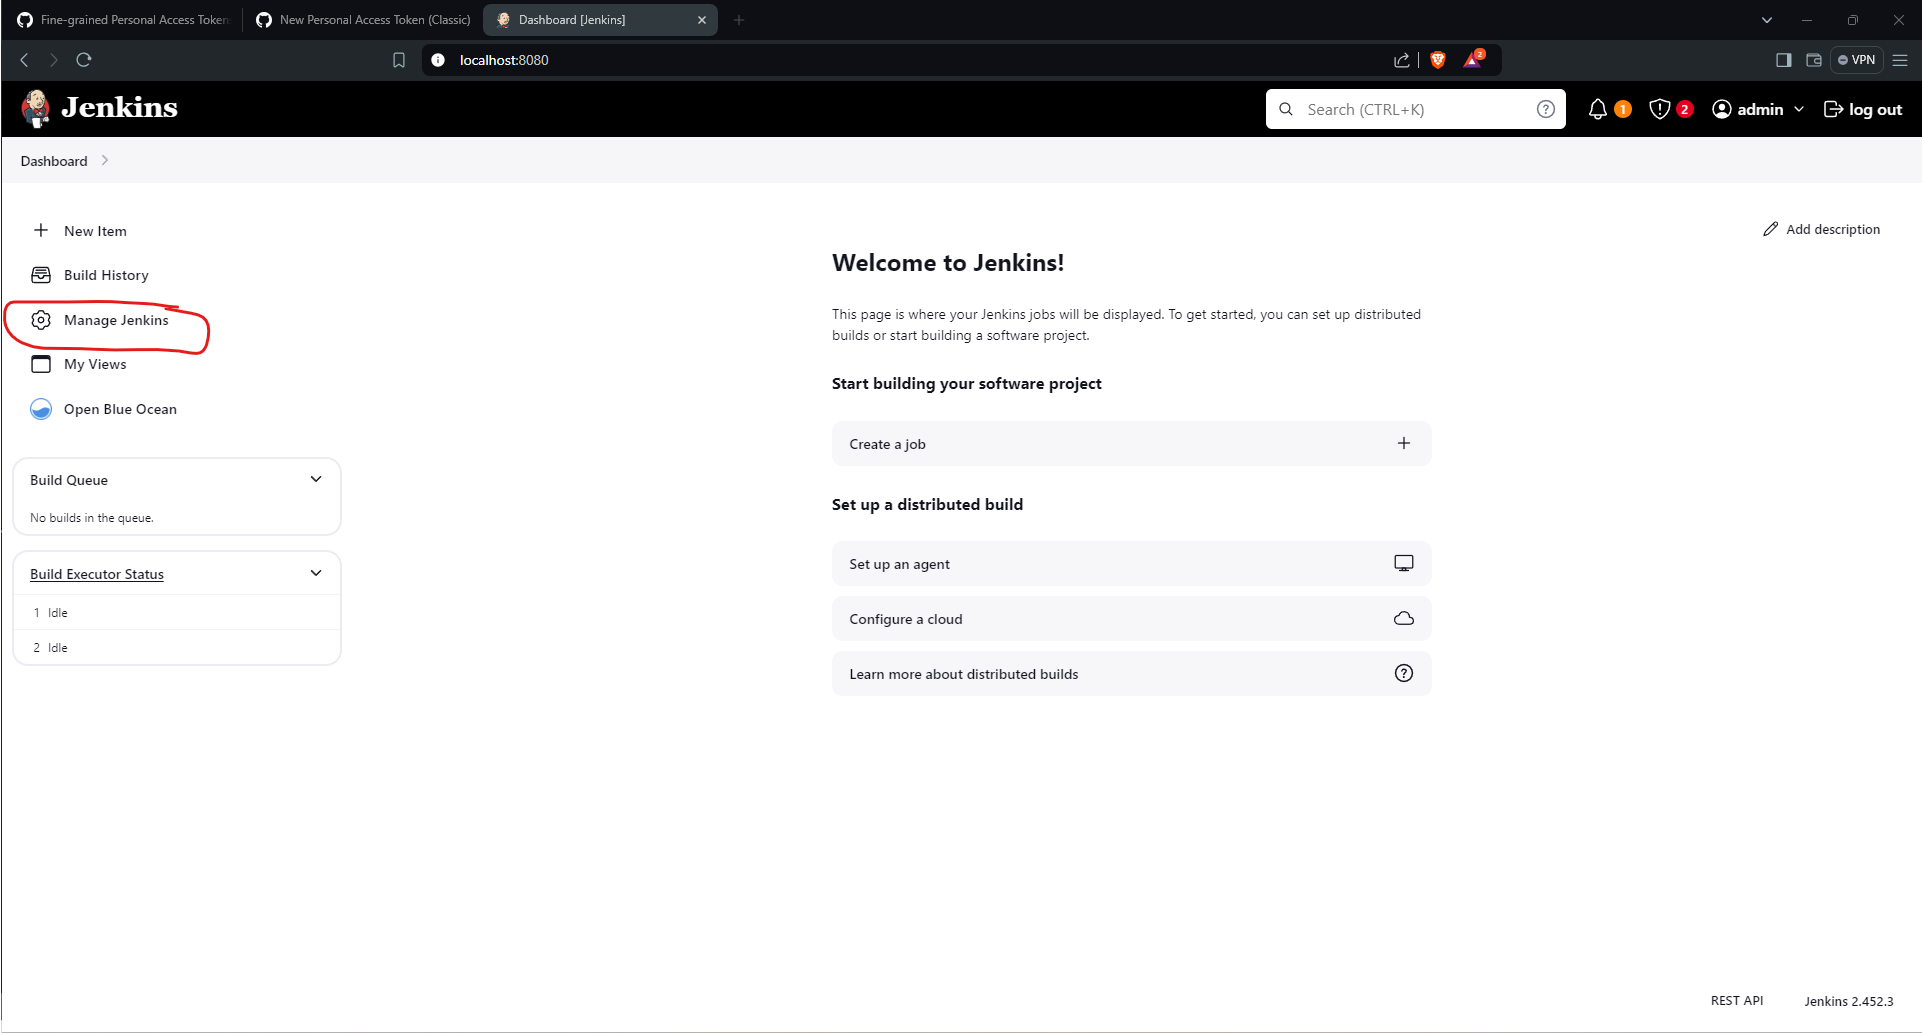 Fine-grained Personal Access Token
New Personal Access Token (Classic)
Dashboard [Jenkins]
localhost:8080
2
VPN
Jenkins
Search (CTRL+K)
?
1
2
admin
log out
Dashboard
New Item
Build History
Manage Jenkins
My Views
Open Blue Ocean
Build Queue
No builds in the queue.
Build Executor Status
1 Idle
2 Idle
Add description
Welcome to Jenkins!
This page is where your Jenkins jobs will be displayed. To get started, you can set up distributed
builds or start building a software project.
Start building your software project
Create a job
Set up a distributed build
Set up an agent
Configure a cloud
Learn more about distributed builds
?
REST API
Jenkins 2.452.3